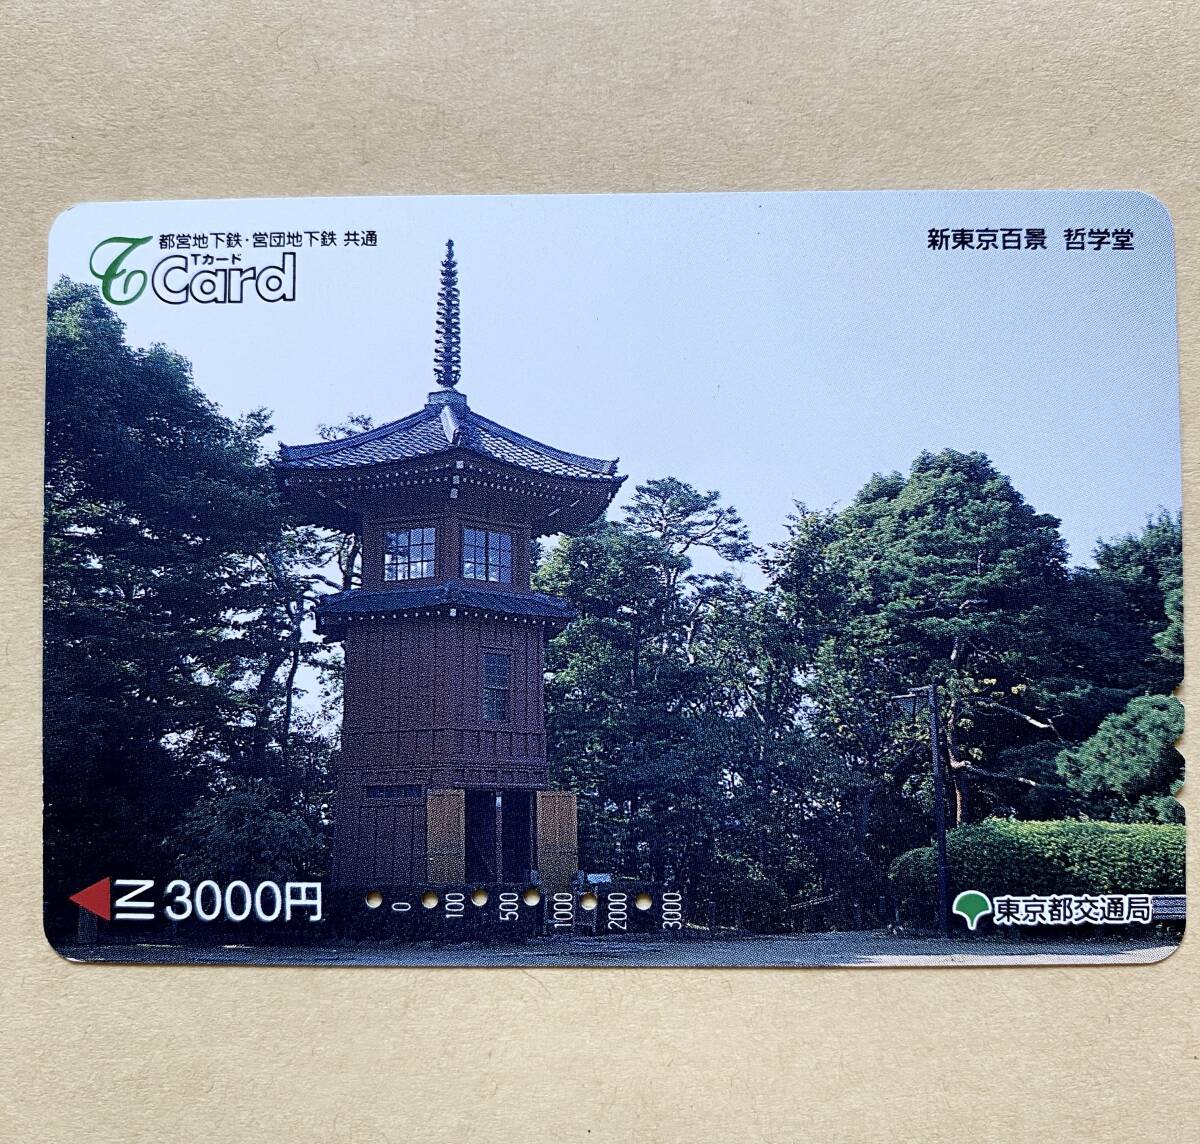 都営地下鉄・営団地下鉄 共通
Tカード
T Card
新東京百景 哲学堂
IN 3000円
0 100 500 1000 2000 3000
東京都交通局